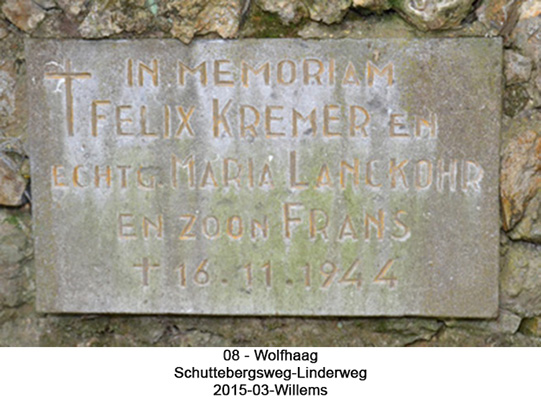 IN MEMORIAM
† FELIX KREMER EN
ECHTG. MARIA LANCKOHR
EN ZOON FRANS
† 16.11.1944
08 - Wolfhaag
Schuttebergsweg-Linderweg
2015-03-Willems